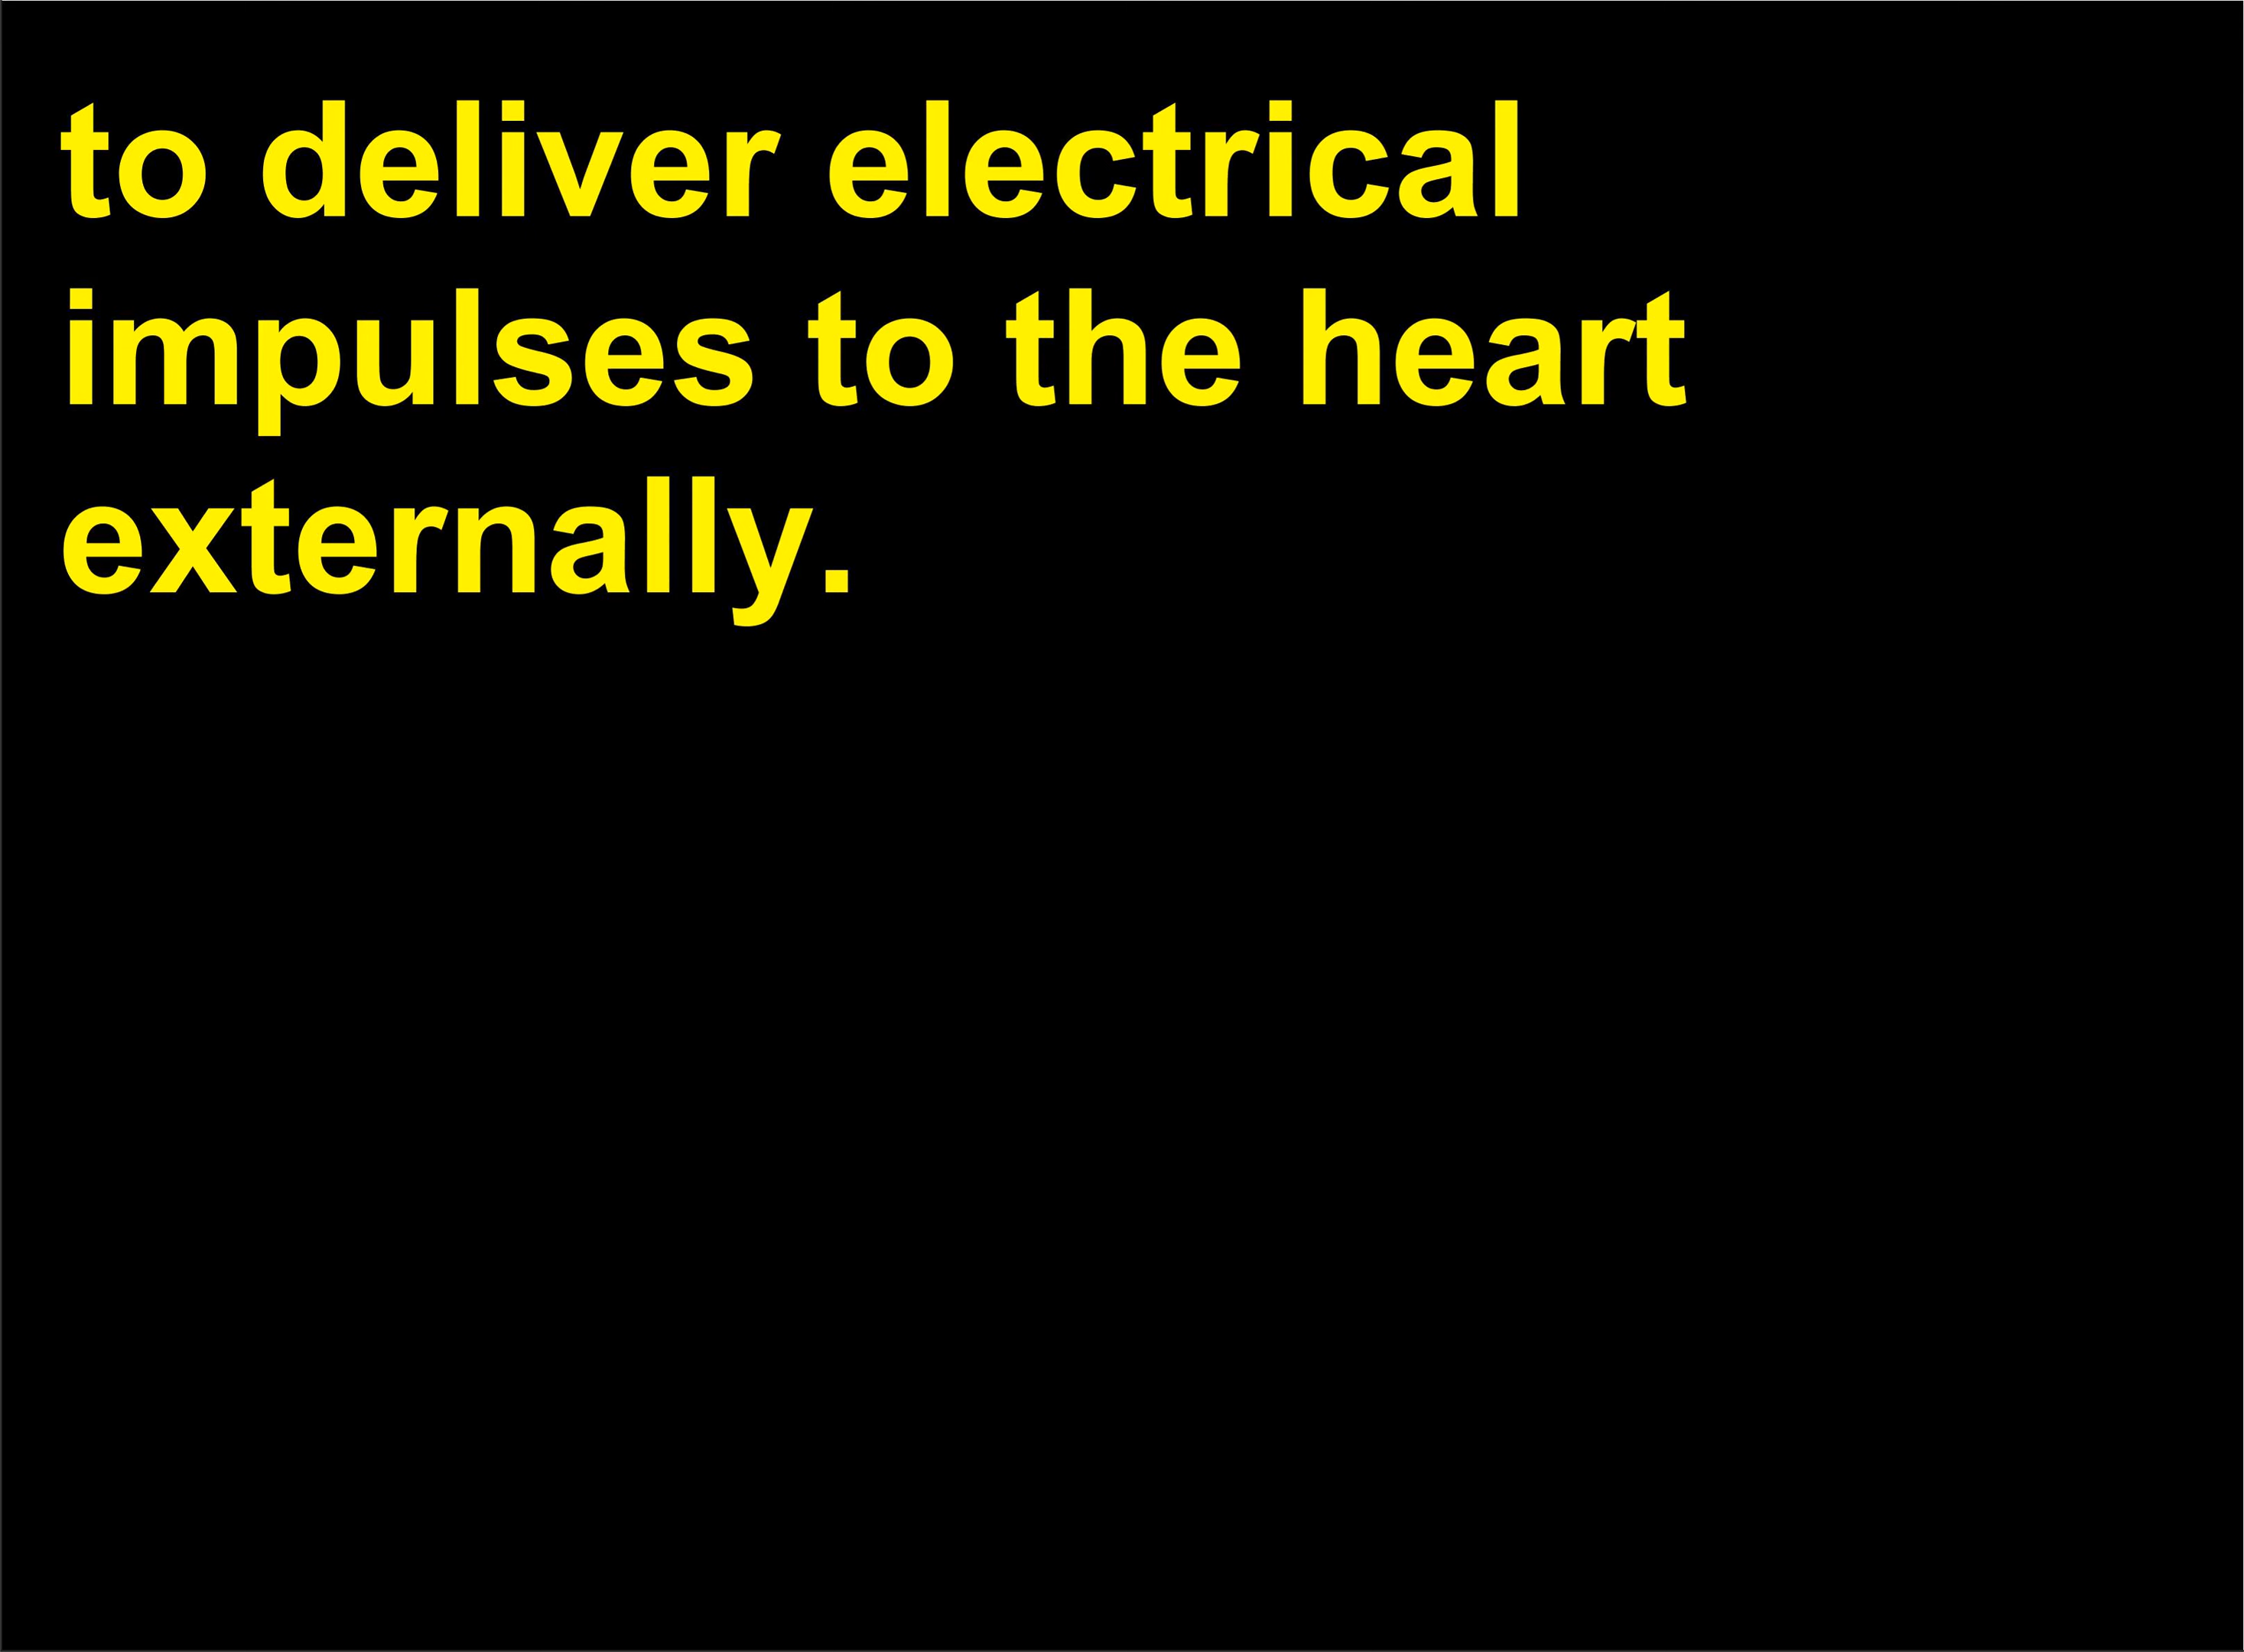 to deliver electrical
impulses to the heart
externally.